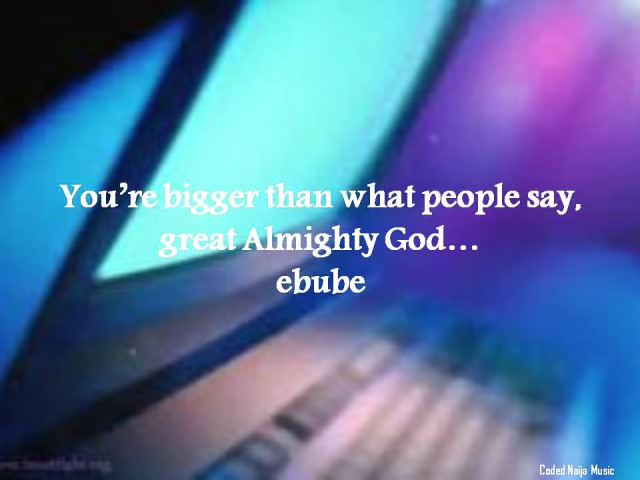 You're bigger than what people say,
great Almighty God...
ebube
Coded Naija Music